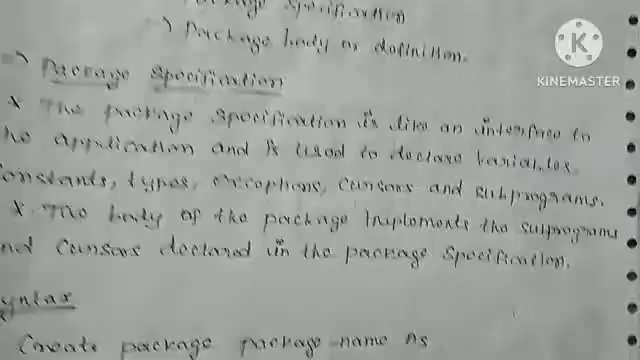 Package Specification
→ Package body or definition.
⇒ Package Specification
* The package specification is like an interface to
the application and is used to declare variables,
constants, types, exceptions, cursors and subprograms.
* The body of the package implements the subprograms
and cursors declared in the package specification.
Syntax
Create package package name As
KINEMASTER